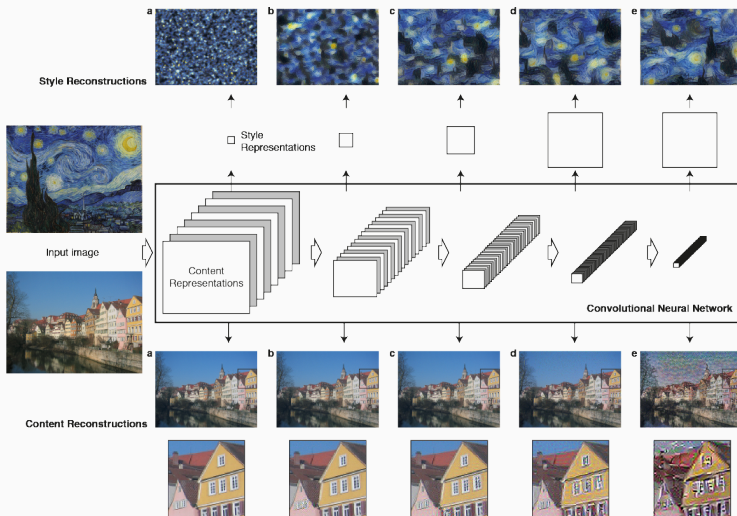 a b c d e
Style Reconstructions
Style
Representations
Input image
Content
Representations
Convolutional Neural Network
a b c d e
Content Reconstructions